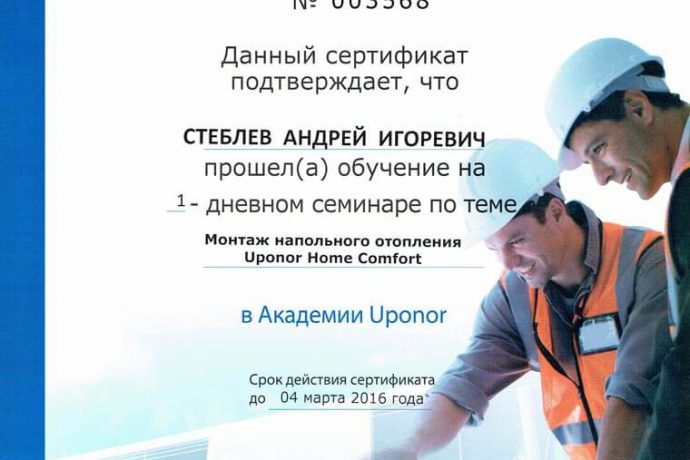 № 003568
Данный сертификат
подтверждает, что
СТЕБЛЕВ АНДРЕЙ ИГОРЕВИЧ
прошел(а) обучение на
1 - дневном семинаре по теме
Монтаж напольного отопления
Uponor Home Comfort
в Академии Uponor
Срок действия сертификата
до 04 марта 2016 года